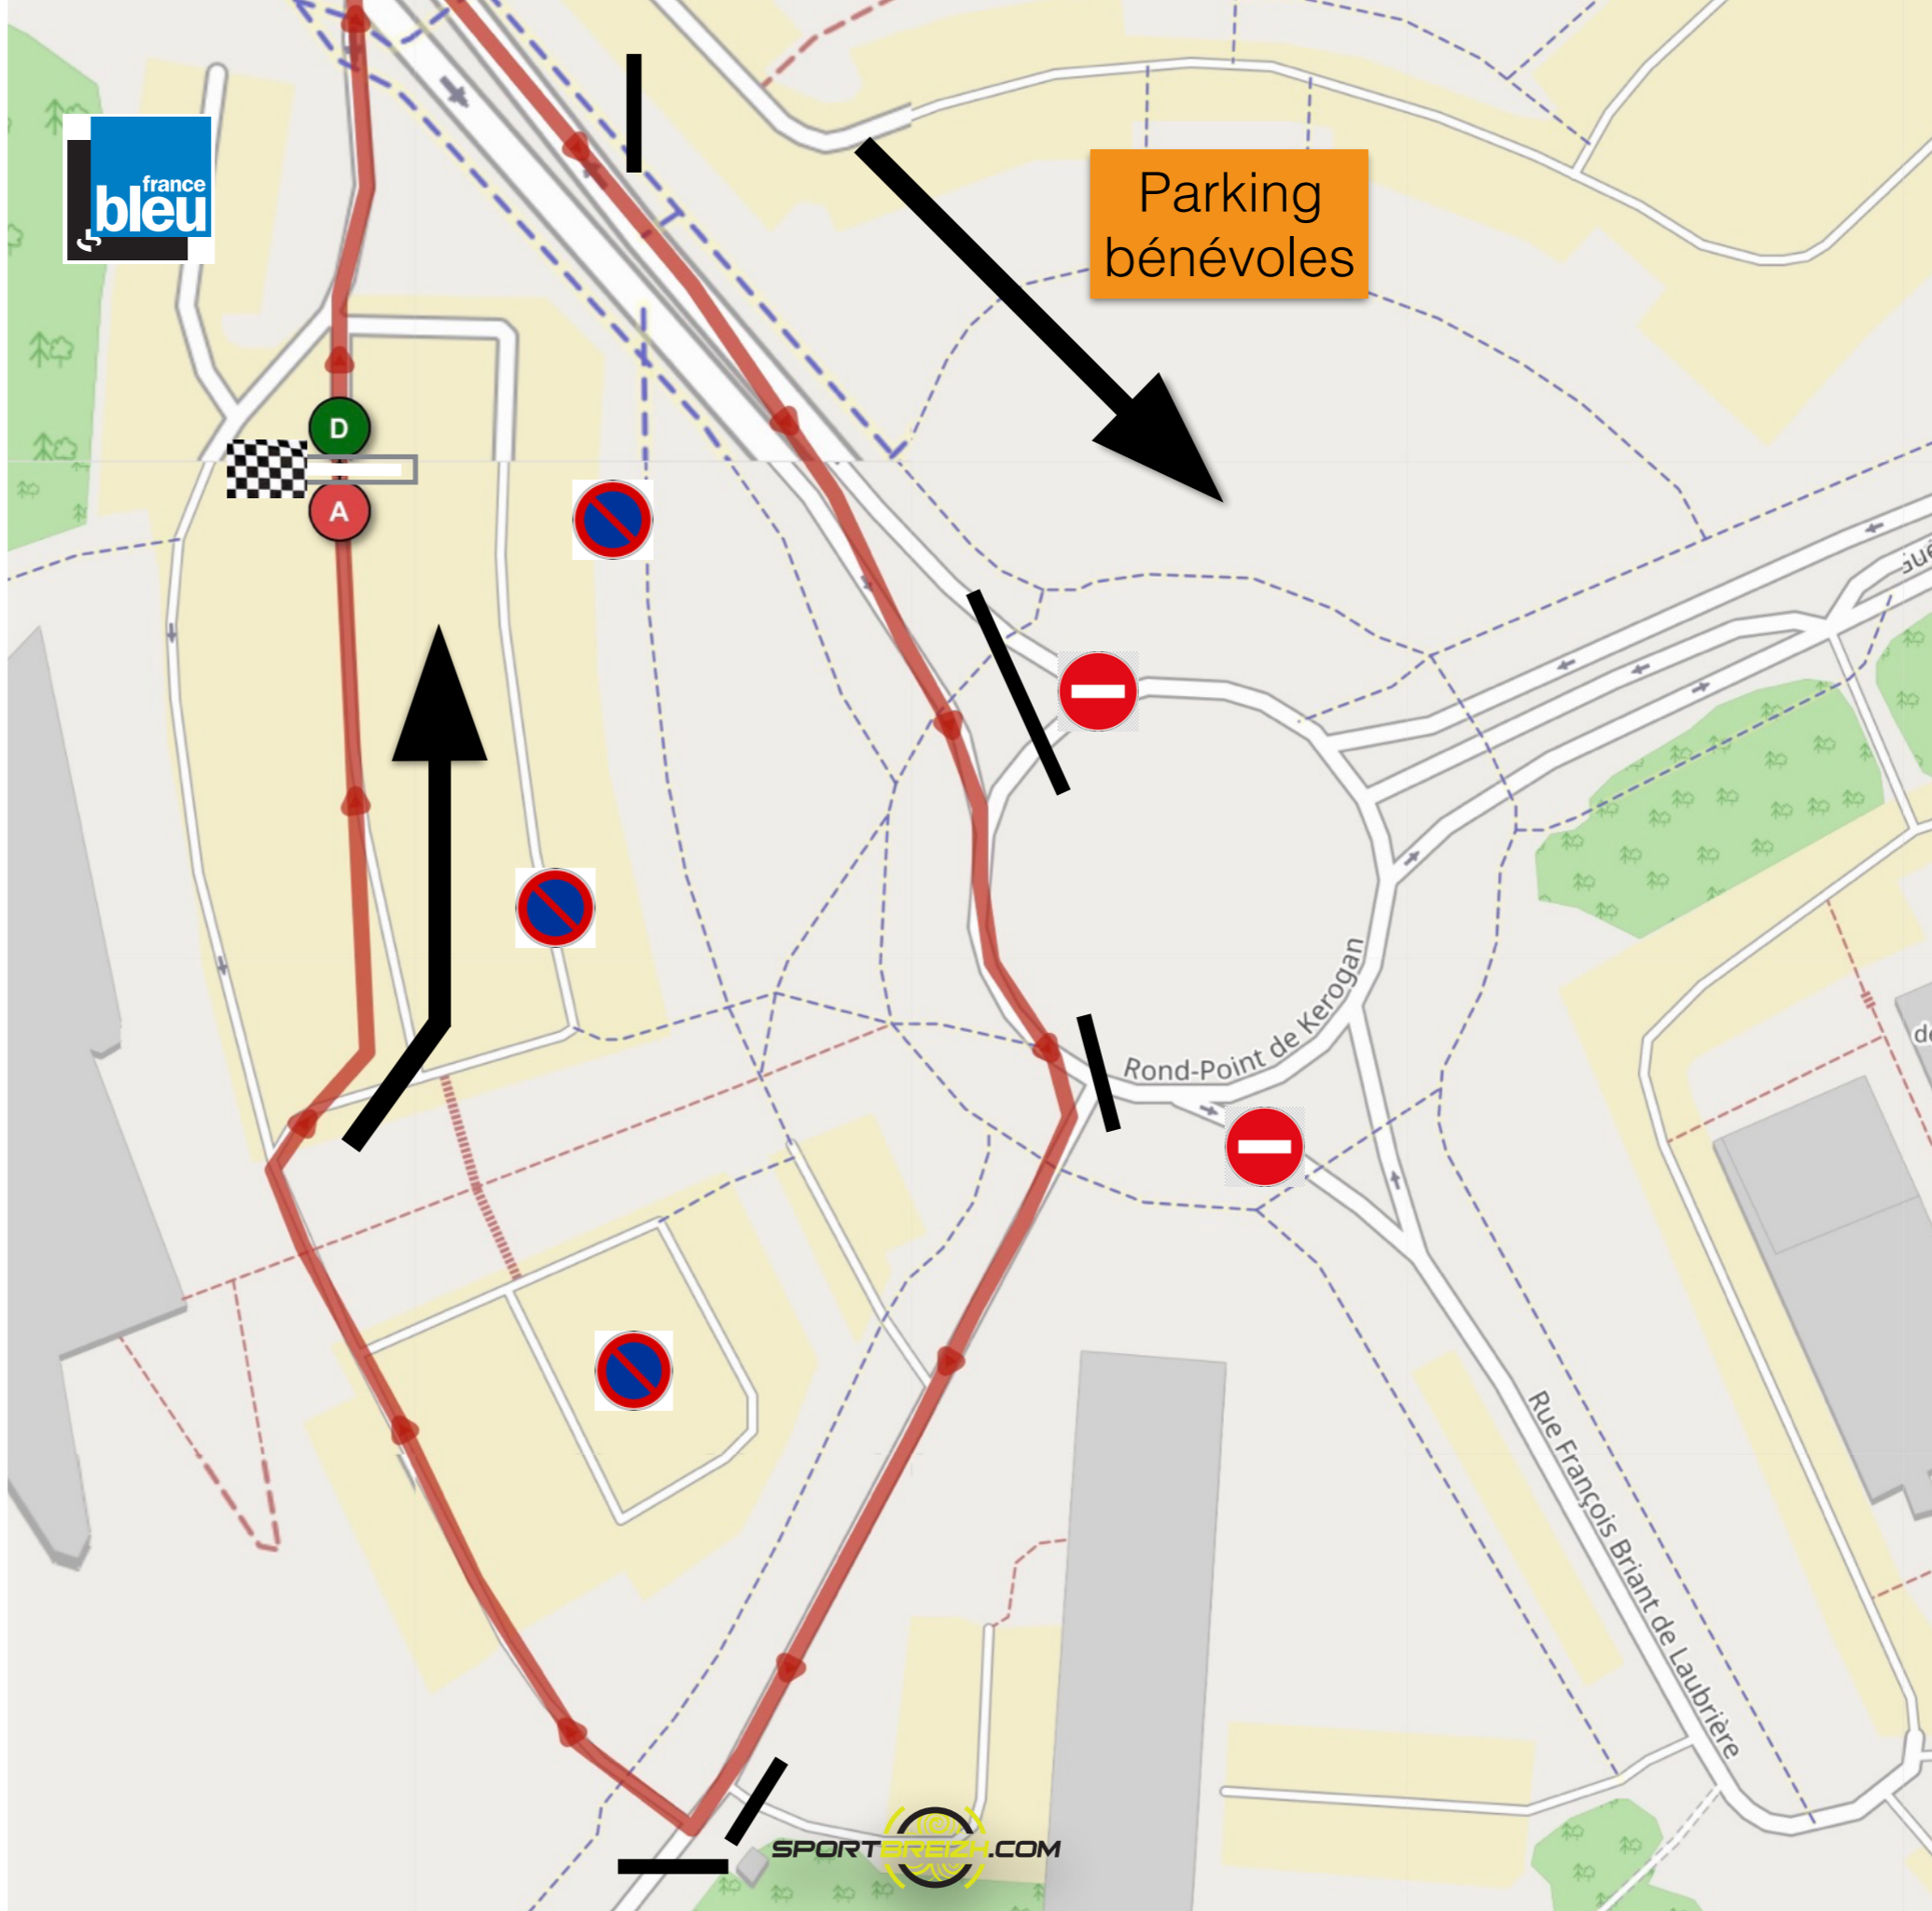 france
bleu
Parking
bénévoles
D
A
Rond-Point de Kerogan
Rue François Briant de Laubrière
SPORTBREIZH.COM